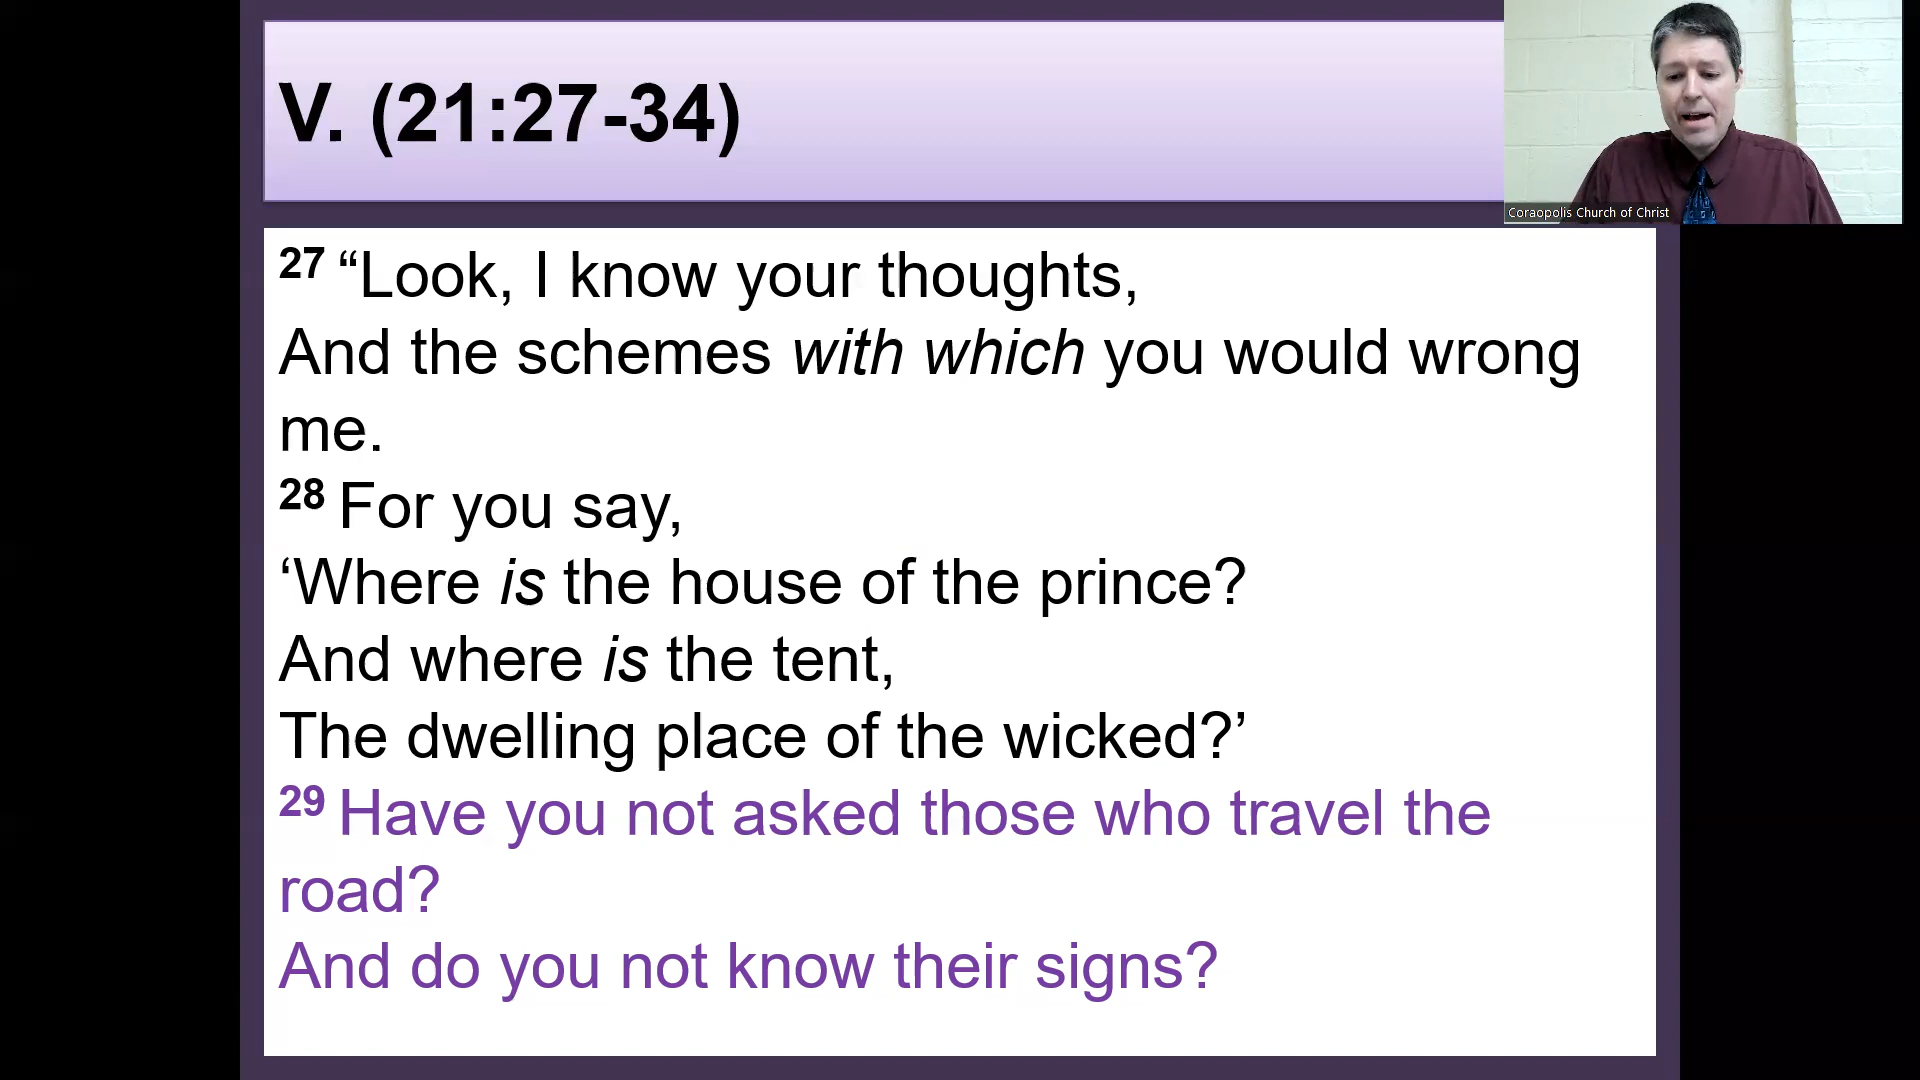 V. (21:27-34)
Coraopolis Church of Christ
27 “Look, I know your thoughts,
And the schemes with which you would wrong
me.
28 For you say,
‘Where is the house of the prince?
And where is the tent,
The dwelling place of the wicked?’
29 Have you not asked those who travel the
road?
And do you not know their signs?